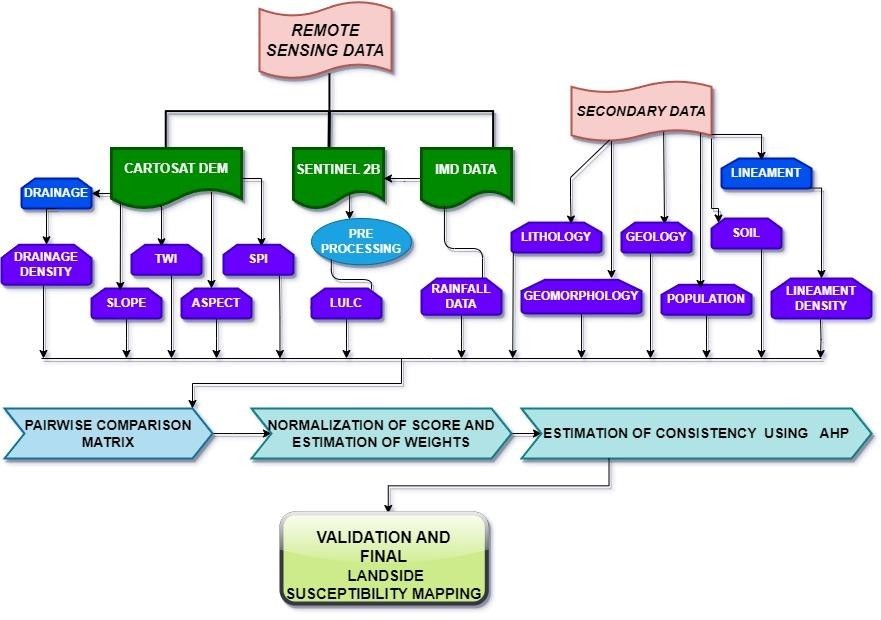 REMOTE
SENSING DATA
SECONDARY DATA
CARTOSAT DEM
SENTINEL 2B
IMD DATA
LINEAMENT
DRAINAGE
PRE
PROCESSING
LITHOLOGY
GEOLOGY
SOIL
DRAINAGE
DENSITY
TWI
SPI
SLOPE
ASPECT
LULC
RAINFALL
DATA
GEOMORPHOLOGY
POPULATION
LINEAMENT
DENSITY
PAIRWISE COMPARISON
MATRIX
NORMALIZATION OF SCORE AND
ESTIMATION OF WEIGHTS
ESTIMATION OF CONSISTENCY USING AHP
VALIDATION AND
FINAL
LANDSIDE
SUSCEPTIBILITY MAPPING